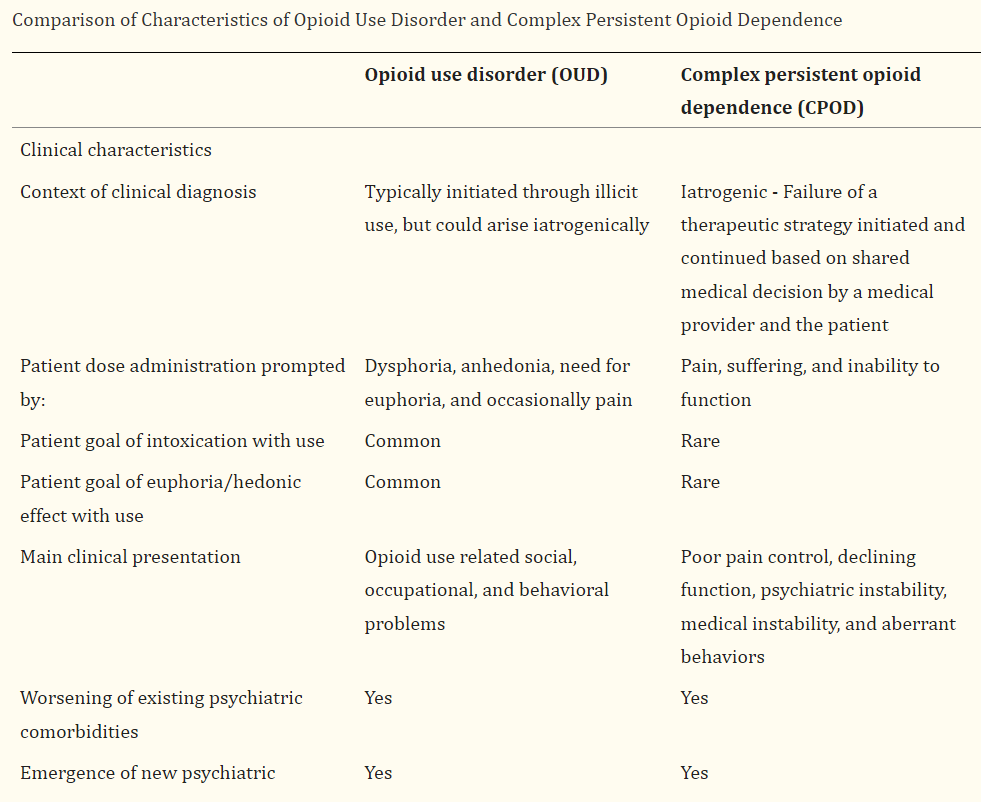 Comparison of Characteristics of Opioid Use Disorder and Complex Persistent Opioid Dependence
Opioid use disorder (OUD)
Complex persistent opioid
dependence (CPOD)
Clinical characteristics
Context of clinical diagnosis
Typically initiated through illicit
use, but could arise iatrogenically
Iatrogenic - Failure of a
therapeutic strategy initiated and
continued based on shared
medical decision by a medical
provider and the patient
Patient dose administration prompted
by:
Dysphoria, anhedonia, need for
euphoria, and occasionally pain
Pain, suffering, and inability to
function
Patient goal of intoxication with use
Common
Rare
Patient goal of euphoria/hedonic
effect with use
Common
Rare
Main clinical presentation
Opioid use related social,
occupational, and behavioral
problems
Poor pain control, declining
function, psychiatric instability,
medical instability, and aberrant
behaviors
Worsening of existing psychiatric
comorbidities
Yes
Yes
Emergence of new psychiatric
Yes
Yes